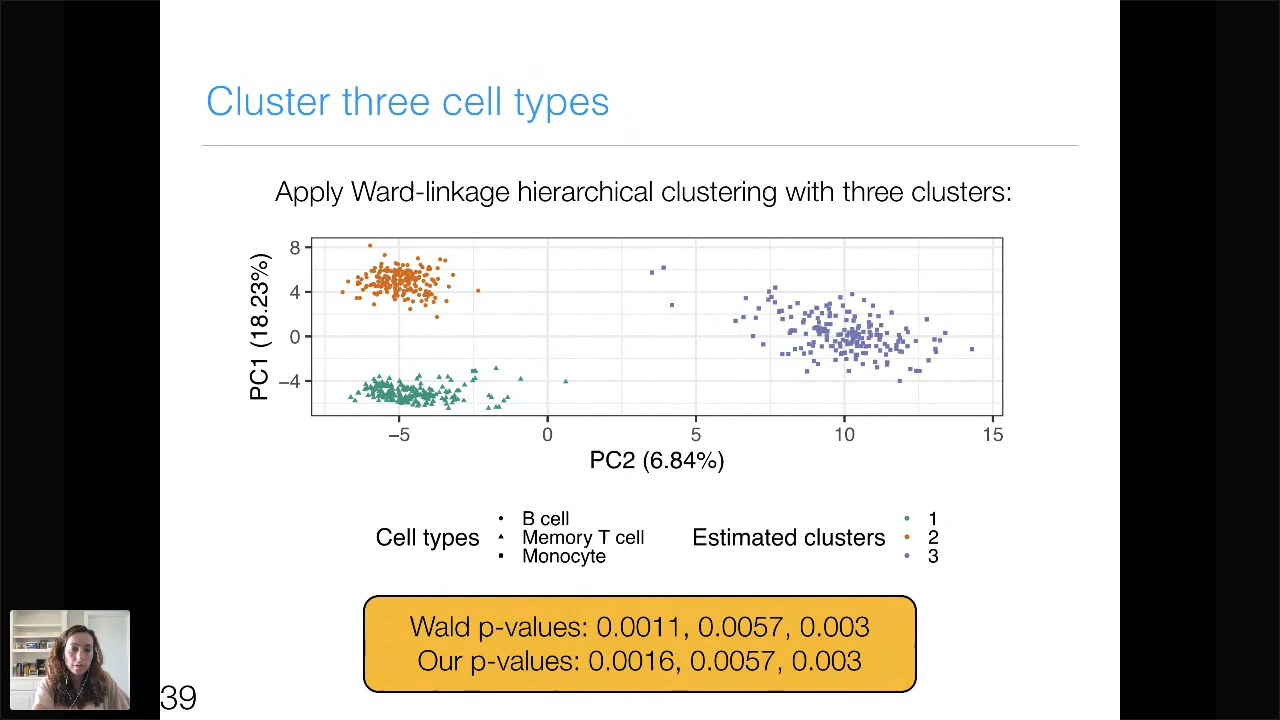 Cluster three cell types
Apply Ward-linkage hierarchical clustering with three clusters:
PC1 (18.23%)
8
4
0
−4
−5
0
5
10
15
PC2 (6.84%)
Cell types
B cell
Memory T cell
Monocyte
Estimated clusters
1
2
3
Wald p-values: 0.0011, 0.0057, 0.003
Our p-values: 0.0016, 0.0057, 0.003
39